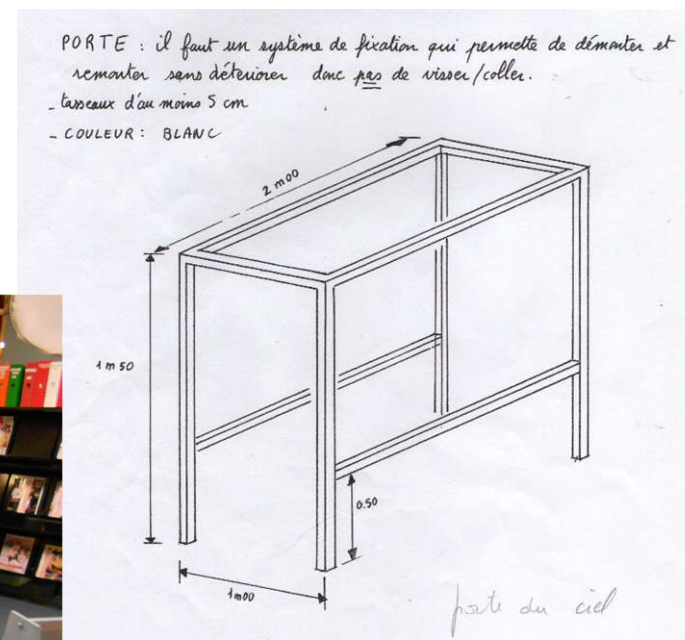 PORTE : il faut un système de fixation qui permette de démonter et
remonter sans déteriorer donc pas de visser/coller.
- tasseaux d'au moins 5 cm
- COULEUR : BLANC
2 m00
1 m 50
0.50
1m00
porte du ciel